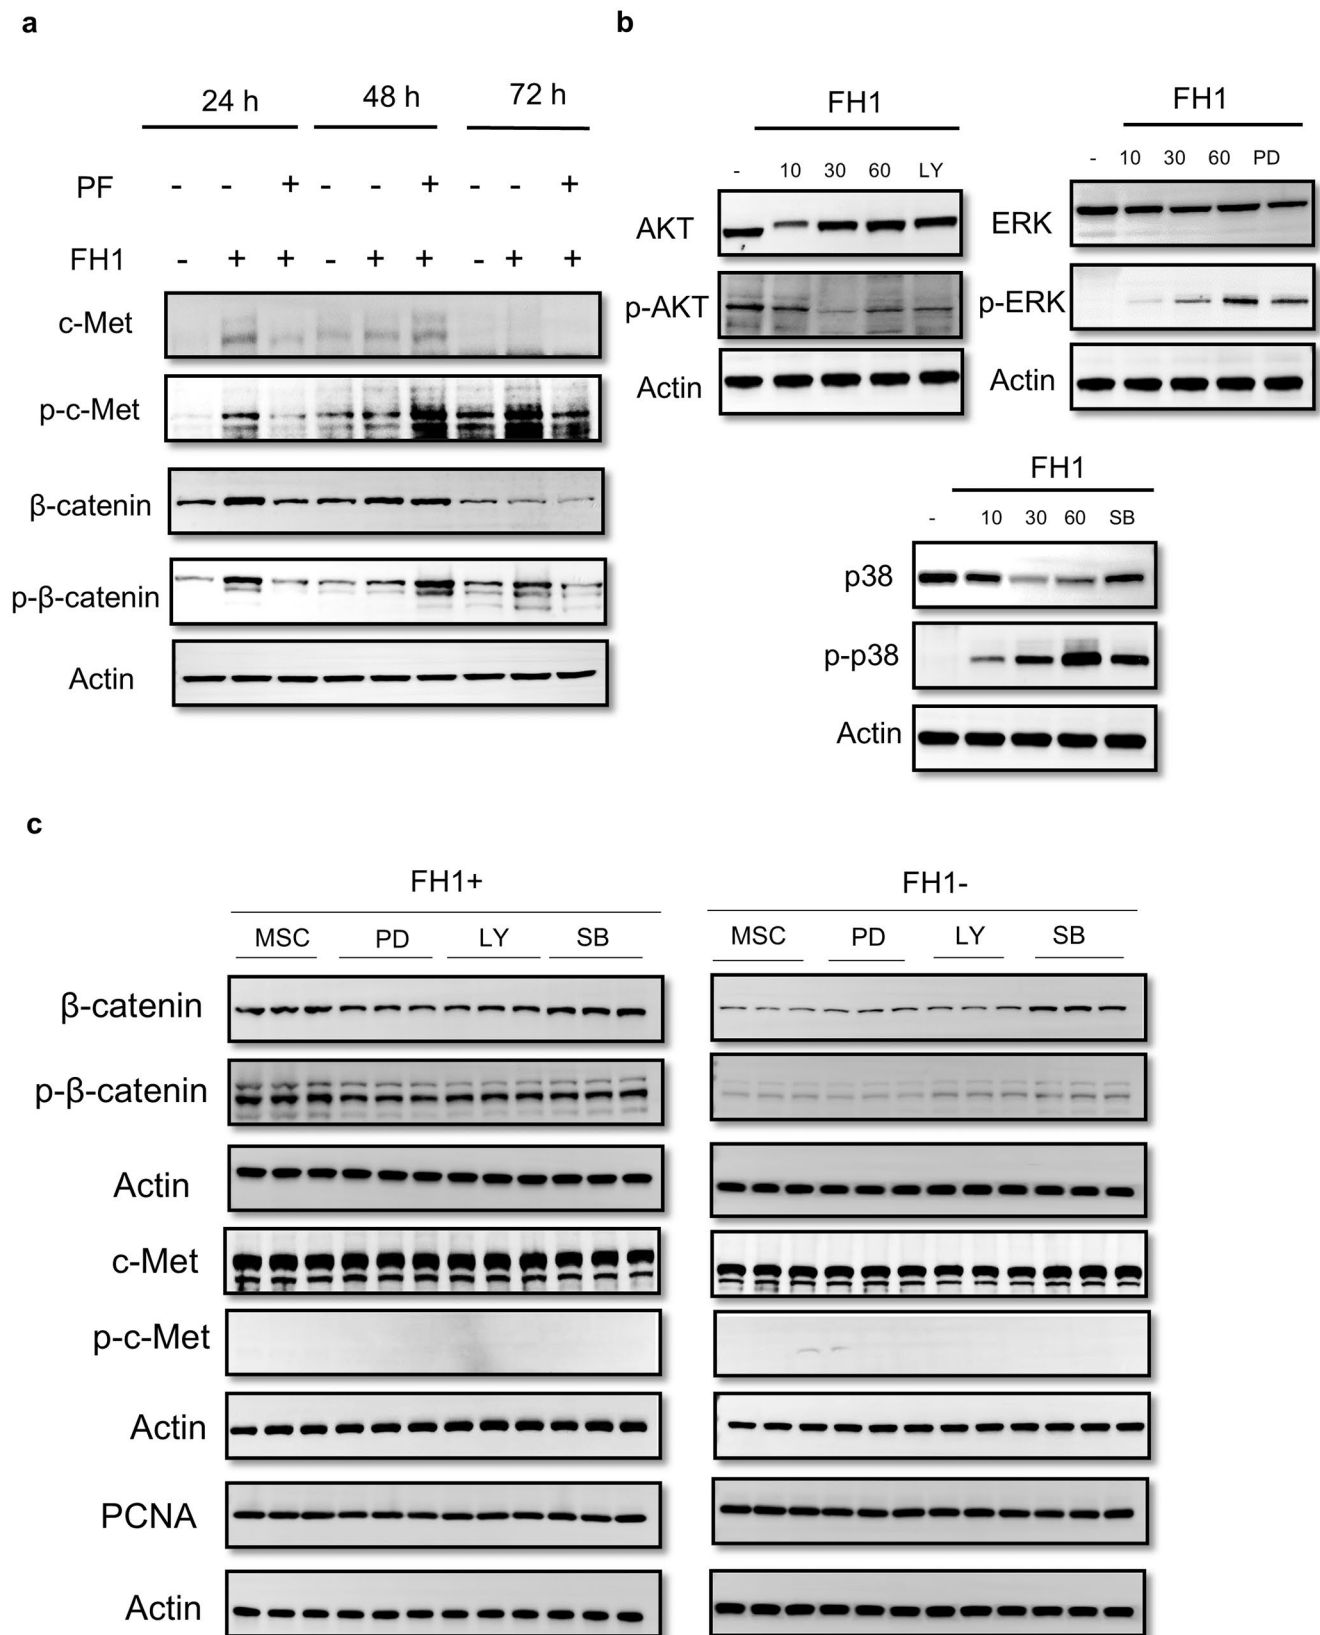 a
24 h 48 h 72 h
PF - - + - - + - - +
FH1 - + + - + + - + +
c-Met
p-c-Met
β-catenin
p-β-catenin
Actin
b
FH1
- 10 30 60 LY
AKT
p-AKT
Actin
FH1
- 10 30 60 PD
ERK
p-ERK
Actin
FH1
- 10 30 60 SB
p38
p-p38
Actin
c
FH1+ FH1-
MSC PD LY SB MSC PD LY SB
β-catenin
p-β-catenin
Actin
c-Met
p-c-Met
Actin
PCNA
Actin